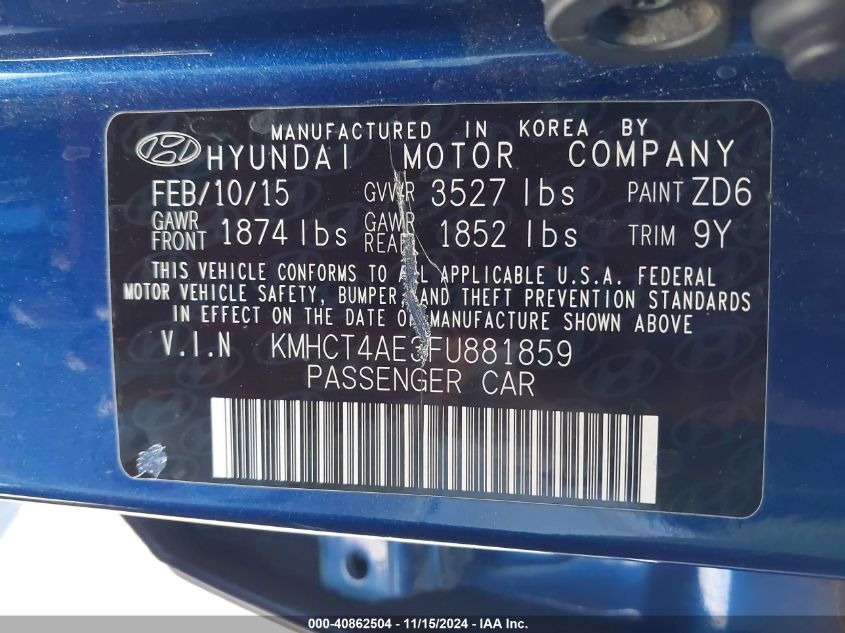 MANUFACTURED IN KOREA BY
HYUNDAI MOTOR COMPANY
FEB/10/15 GVWR 3527 lbs PAINT ZD6
GAWR FRONT 1874 lbs GAWR REAR 1852 lbs TRIM 9Y
THIS VEHICLE CONFORMS TO ALL APPLICABLE U.S.A. FEDERAL
MOTOR VEHICLE SAFETY, BUMPER, AND THEFT PREVENTION STANDARDS
IN EFFECT ON THE DATE OF MANUFACTURE SHOWN ABOVE
V.I.N KMHCT4AE3FU881859
PASSENGER CAR
000-40862504 - 11/15/2024 - IAA Inc.